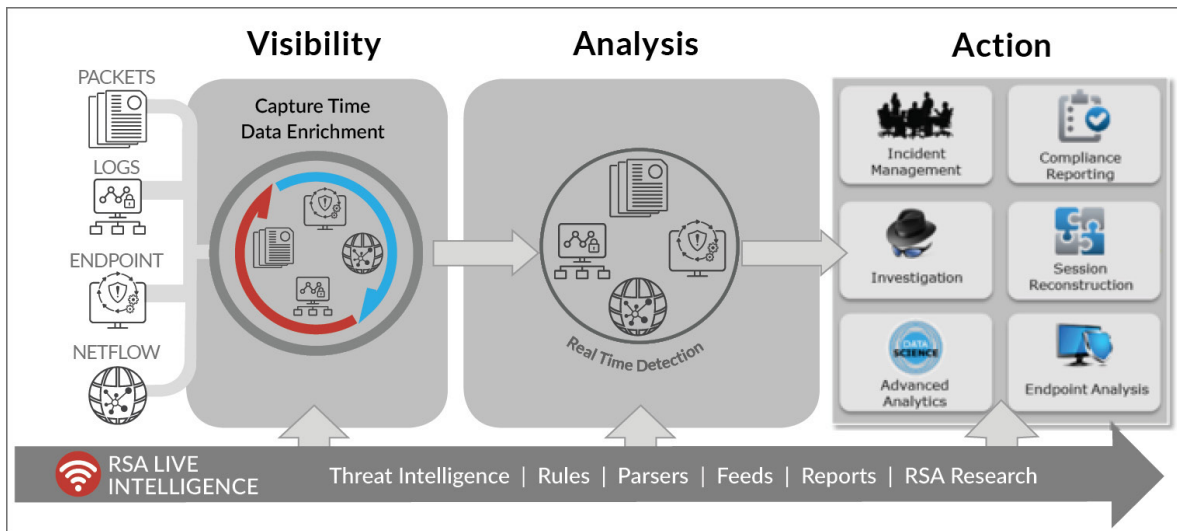 Visibility
Analysis
Action
PACKETS
LOGS
ENDPOINT
NETFLOW
Capture Time
Data Enrichment
Real Time Detection
Incident
Management
Compliance
Reporting
Investigation
Session
Reconstruction
DATA
SCIENCE
Advanced
Analytics
Endpoint Analysis
RSA LIVE
INTELLIGENCE
Threat Intelligence | Rules | Parsers | Feeds | Reports | RSA Research